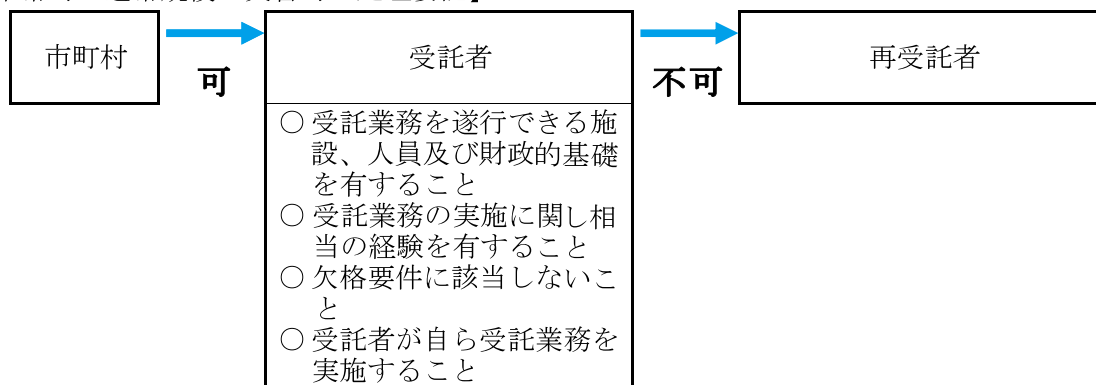 市町村
可
受託者
不可
再受託者
○ 受託業務を遂行できる施
設、人員及び財政的基礎
を有すること
○ 受託業務の実施に関し相
当の経験を有すること
○ 欠格要件に該当しないこ
と
○ 受託者が自ら受託業務を
実施すること